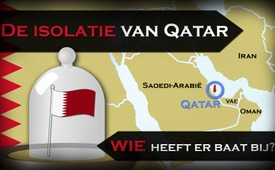 De isolatie van Qatar
Iran
Saoedi-Arabië
Qatar
VAE
Oman
Wie heeft er baat bij?